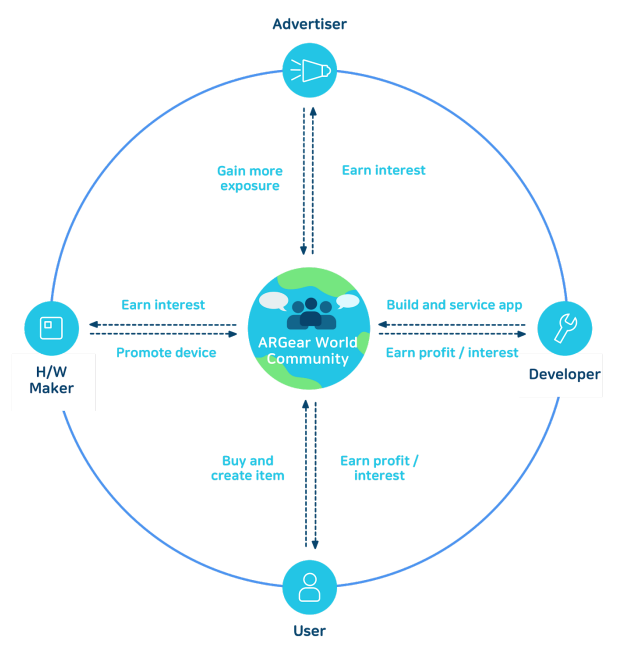 Advertiser
Gain more
exposure
Earn interest
Earn interest
Promote device
ARGear World
Community
Build and service app
Earn profit / interest
H/W
Maker
Developer
Buy and
create item
Earn profit /
interest
User